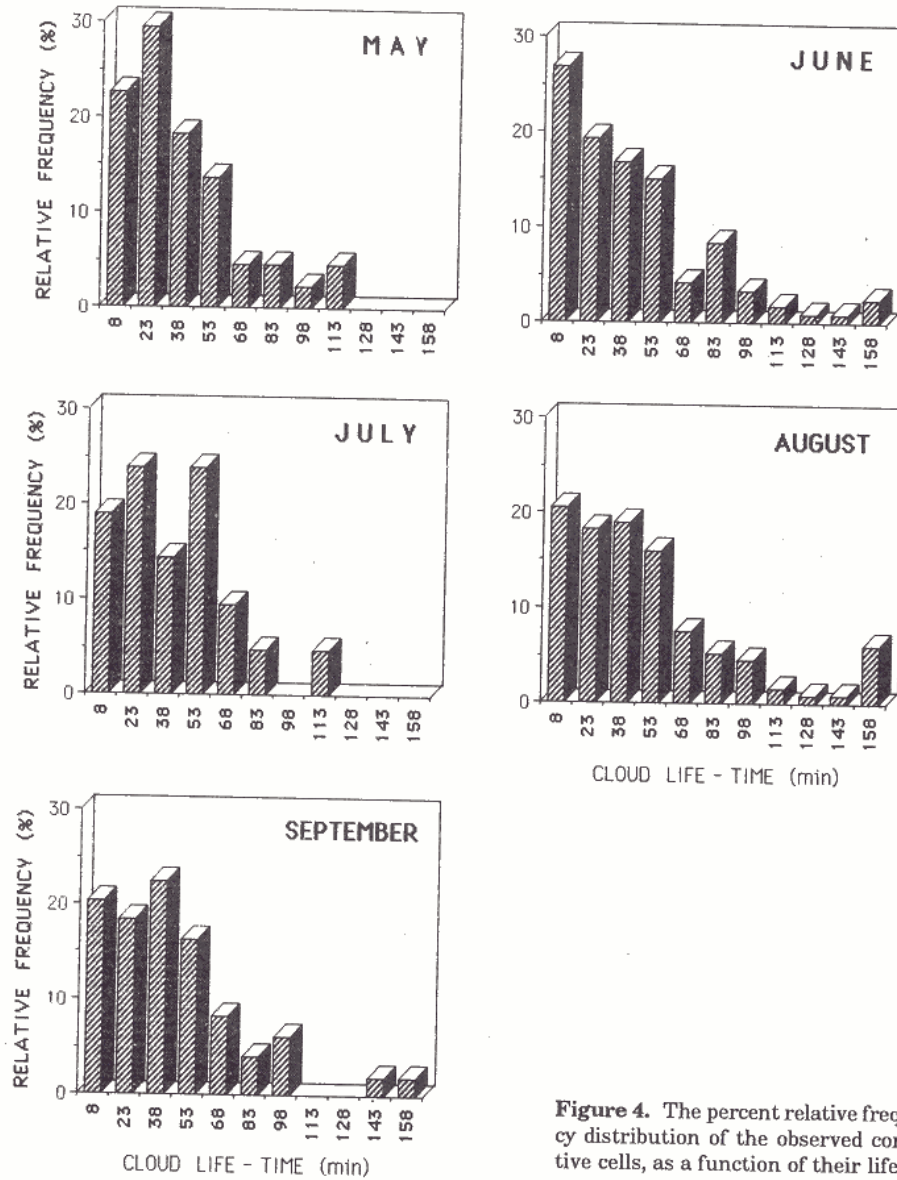 MAY
RELATIVE FREQUENCY (%)
30
20
10
0
8 23 38 53 68 83 98 113 128 143 158
JUNE
30
20
10
0
8 23 38 53 68 83 98 113 128 143 158
JULY
RELATIVE FREQUENCY (%)
30
20
10
0
8 23 38 53 68 83 98 113 128 143 158
AUGUST
30
20
10
0
8 23 38 53 68 83 98 113 128 143 158
CLOUD LIFE - TIME (min)
SEPTEMBER
RELATIVE FREQUENCY (%)
30
20
10
0
8 23 38 53 68 83 98 113 128 143 158
CLOUD LIFE - TIME (min)
Figure 4. The percent relative freq
cy distribution of the observed con
tive cells, as a function of their life